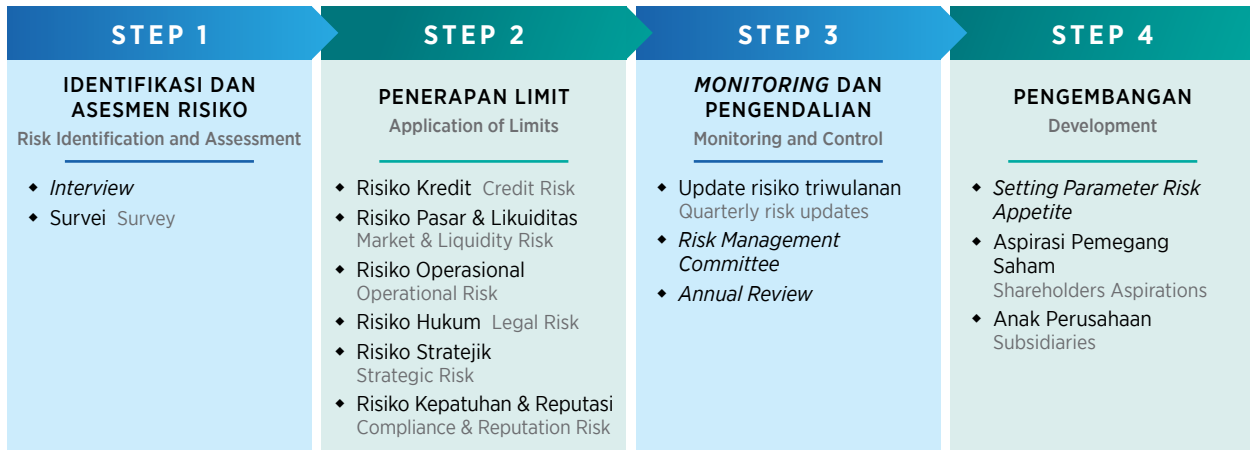 STEP 1
IDENTIFIKASI DAN
ASESMEN RISIKO
Risk Identification and Assessment
Interview
Survei Survey
STEP 2
PENERAPAN LIMIT
Application of Limits
Risiko Kredit Credit Risk
Risiko Pasar & Likuiditas
Market & Liquidity Risk
Risiko Operasional
Operational Risk
Risiko Hukum Legal Risk
Risiko Stratejik
Strategic Risk
Risiko Kepatuhan & Reputasi
Compliance & Reputation Risk
STEP 3
MONITORING DAN
PENGENDALIAN
Monitoring and Control
Update risiko triwulanan
Quarterly risk updates
Risk Management
Committee
Annual Review
STEP 4
PENGEMBANGAN
Development
Setting Parameter Risk
Appetite
Aspirasi Pemegang
Saham
Shareholders Aspirations
Anak Perusahaan
Subsidiaries